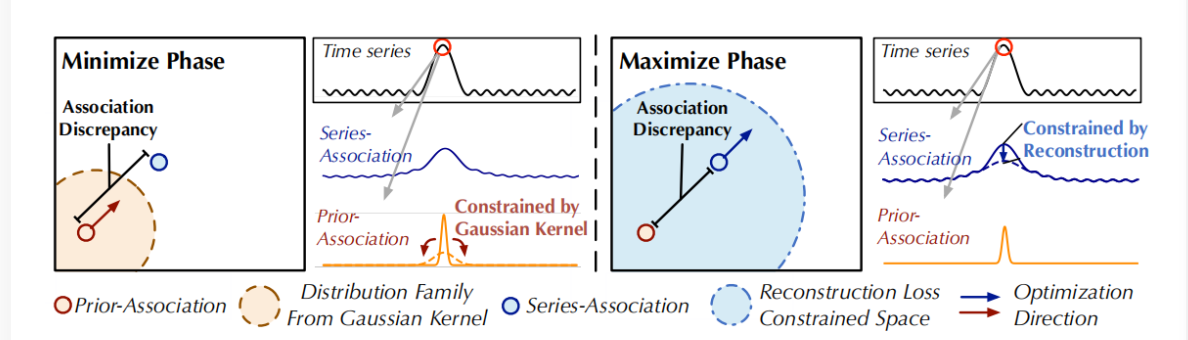 Minimize Phase
Association
Discrepancy
Time series
Series-
Association
Prior-
Association
Constrained by
Gaussian Kernel
Maximize Phase
Association
Discrepancy
Time series
Series-
Association
Constrained by
Reconstruction
Prior-
Association
Prior-Association
Distribution Family
From Gaussian Kernel
Series-Association
Reconstruction Loss
Constrained Space
Optimization
Direction